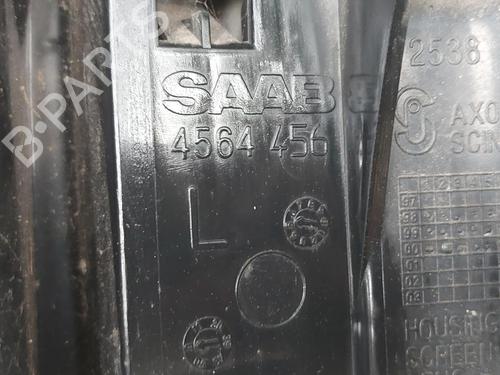 SAAB
4564 456
L
2538
AXO
SCIN
97
98
99
00
01
02
03
HOUSING
SCREEN
B-PARTS